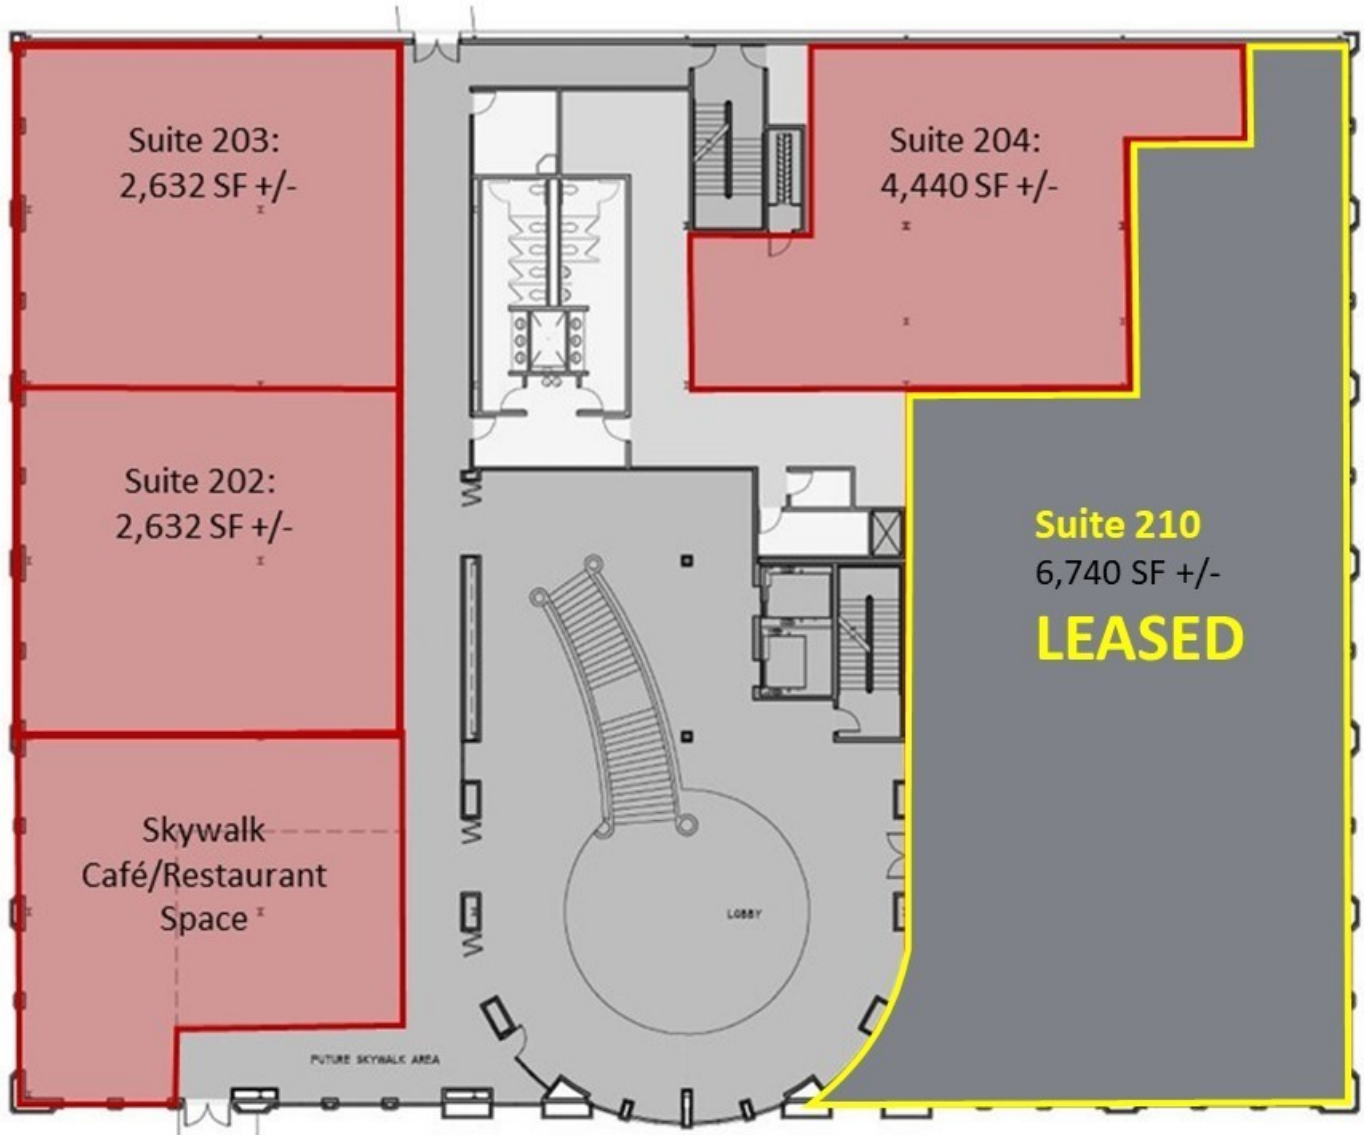 Suite 203:
2,632 SF +/-
Suite 204:
4,440 SF +/-
Suite 202:
2,632 SF +/-
Suite 210
6,740 SF +/-
LEASED
Skywalk
Café/Restaurant
Space
LOBBY
FUTURE SKYWALK AREA